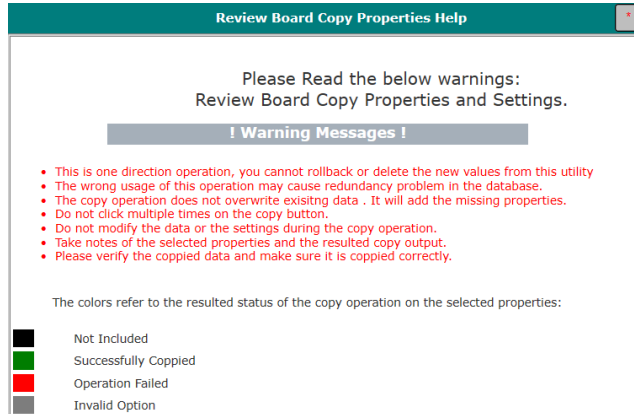 Review Board Copy Properties Help
*
Please Read the below warnings:
Review Board Copy Properties and Settings.
! Warning Messages !
• This is one direction operation, you cannot rollback or delete the new values from this utility
• The wrong usage of this operation may cause redundancy problem in the database.
• The copy operation does not overwrite exisitng data . It will add the missing properties.
• Do not click multiple times on the copy button.
• Do not modify the data or the settings during the copy operation.
• Take notes of the selected properties and the resulted copy output.
• Please verify the coppied data and make sure it is coppied correctly.
The colors refer to the resulted status of the copy operation on the selected properties:
Not Included
Successfully Coppied
Operation Failed
Invalid Option